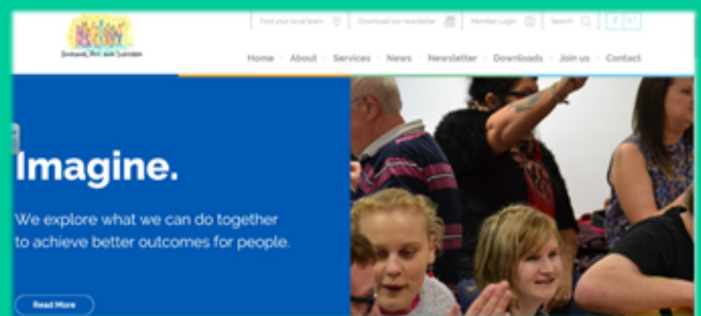 Find your local team
Download our newsletter
Member Login
Search
Home
About
Services
News
Newsletter
Downloads
Join us
Contact
Imagine.
We explore what we can do together
to achieve better outcomes for people.
Read More